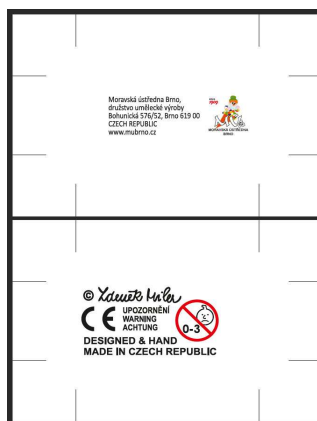 Moravská ústředna Brno,
družstvo umělecké výroby
Bohunická 576/52, Brno 619 00
CZECH REPUBLIC
www.mubrno.cz
MORAVSKÁ ÚSTŘEDNA
BRNO
© Zdeněk Miler
CE
UPOZORNĚNÍ
WARNING
ACHTUNG
0-3
DESIGNED & HAND
MADE IN CZECH REPUBLIC